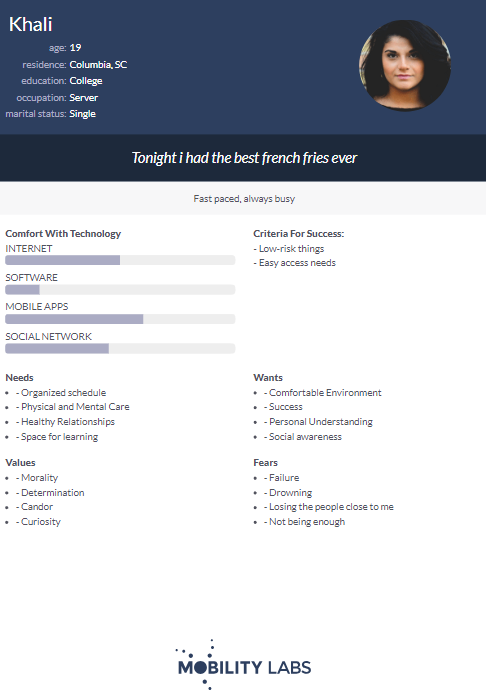 Khali
age: 19
residence: Columbia, SC
education: College
occupation: Server
marital status: Single
Tonight i had the best french fries ever
Fast paced, always busy
Comfort With Technology
INTERNET
SOFTWARE
MOBILE APPS
SOCIAL NETWORK
Criteria For Success:
- Low-risk things
- Easy access needs
Needs
• - Organized schedule
• - Physical and Mental Care
• - Healthy Relationships
• - Space for learning
Wants
• - Comfortable Environment
• - Success
• - Personal Understanding
• - Social awareness
Values
• - Morality
• - Determination
• - Candor
• - Curiosity
Fears
• - Failure
• - Drowning
• - Losing the people close to me
• - Not being enough
MOBILITY LABS